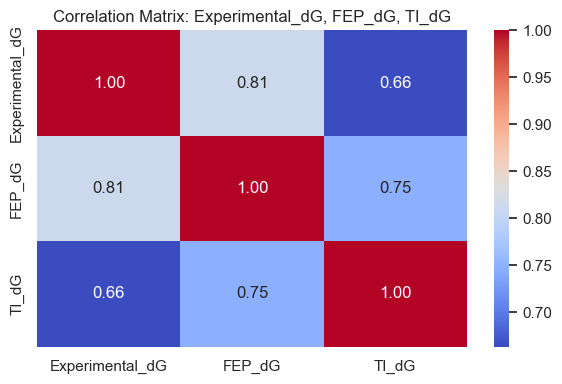 Correlation Matrix: Experimental_dG, FEP_dG, TI_dG
Experimental_dG
1.00
0.81
0.66
FEP_dG
0.81
1.00
0.75
TI_dG
0.66
0.75
1.00
Experimental_dG
FEP_dG
TI_dG
1.00
0.95
0.90
0.85
0.80
0.75
0.70